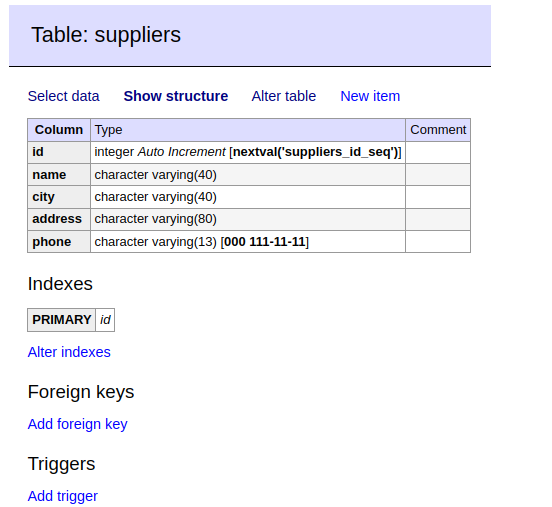 Table: suppliers
Select data Show structure Alter table New item
Column Type Comment
id integer Auto Increment [nextval('suppliers_id_seq')]
name character varying(40)
city character varying(40)
address character varying(80)
phone character varying(13) [000 111-11-11]
Indexes
PRIMARY id
Alter indexes
Foreign keys
Add foreign key
Triggers
Add trigger